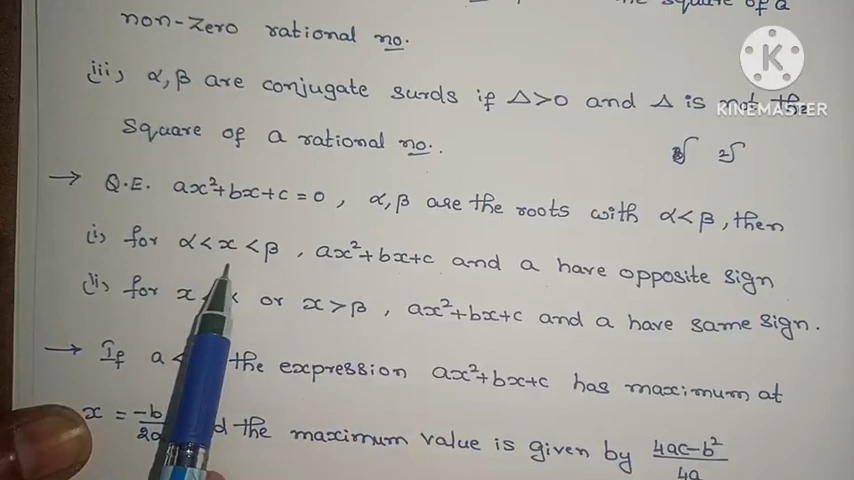 the square of a
non-zero rational no.
(iii) α, β are conjugate surds if Δ>0 and Δ is not the
square of a rational no.
→ Q.E. ax²+bx+c=0, α, β are the roots with α<β, then
(i) for α<x<β, ax²+bx+c and a have opposite sign
(ii) for x< or x>β, ax²+bx+c and a have same sign.
→ If a< the expression ax²+bx+c has maximum at
x = -b/2a the maximum value is given by 4ac-b²/4a
KINEMASTER